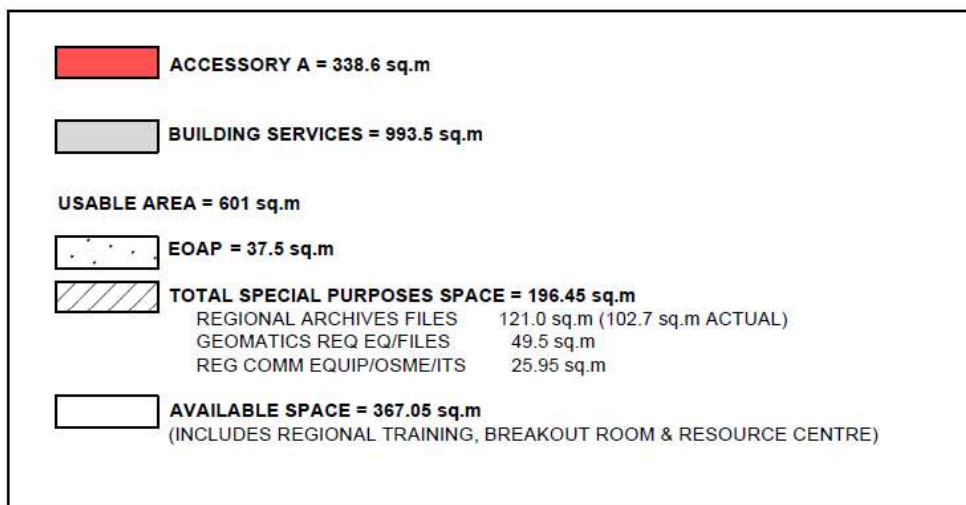 ACCESSORY A = 338.6 sq.m
BUILDING SERVICES = 993.5 sq.m
USABLE AREA = 601 sq.m
EOAP = 37.5 sq.m
TOTAL SPECIAL PURPOSES SPACE = 196.45 sq.m
REGIONAL ARCHIVES FILES 121.0 sq.m (102.7 sq.m ACTUAL)
GEOMATICS REQ EQ/FILES 49.5 sq.m
REG COMM EQUIP/OSME/ITS 25.95 sq.m
AVAILABLE SPACE = 367.05 sq.m
(INCLUDES REGIONAL TRAINING, BREAKOUT ROOM & RESOURCE CENTRE)